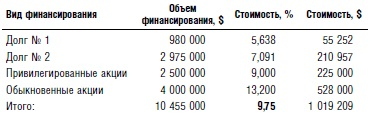 Вид финансирования Объем финансирования, $ Стоимость, % Стоимость, $
Долг № 1 980 000 5,638 55 252
Долг № 2 2 975 000 7,091 210 957
Привилегированные акции 2 500 000 9,000 225 000
Обыкновенные акции 4 000 000 13,200 528 000
Итого: 10 455 000 9,75 1 019 209